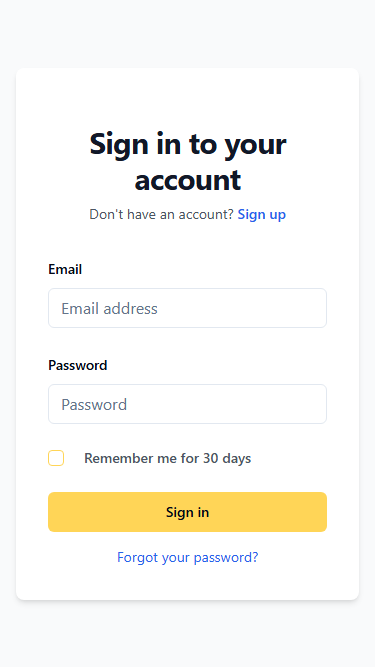 Sign in to your
account
Don't have an account? Sign up
Email
Email address
Password
Password
Remember me for 30 days
Sign in
Forgot your password?